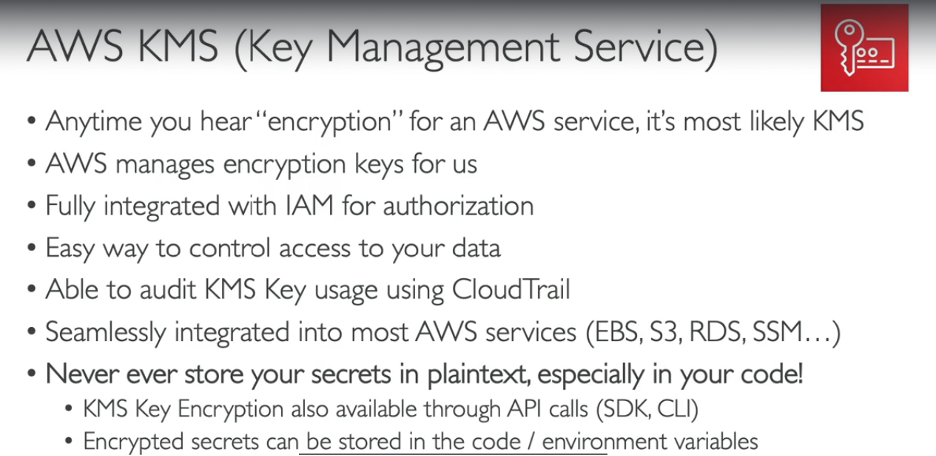 AWS KMS (Key Management Service)
• Anytime you hear “encryption” for an AWS service, it’s most likely KMS
• AWS manages encryption keys for us
• Fully integrated with IAM for authorization
• Easy way to control access to your data
• Able to audit KMS Key usage using CloudTrail
• Seamlessly integrated into most AWS services (EBS, S3, RDS, SSM…)
• Never ever store your secrets in plaintext, especially in your code!
• KMS Key Encryption also available through API calls (SDK, CLI)
• Encrypted secrets can be stored in the code / environment variables